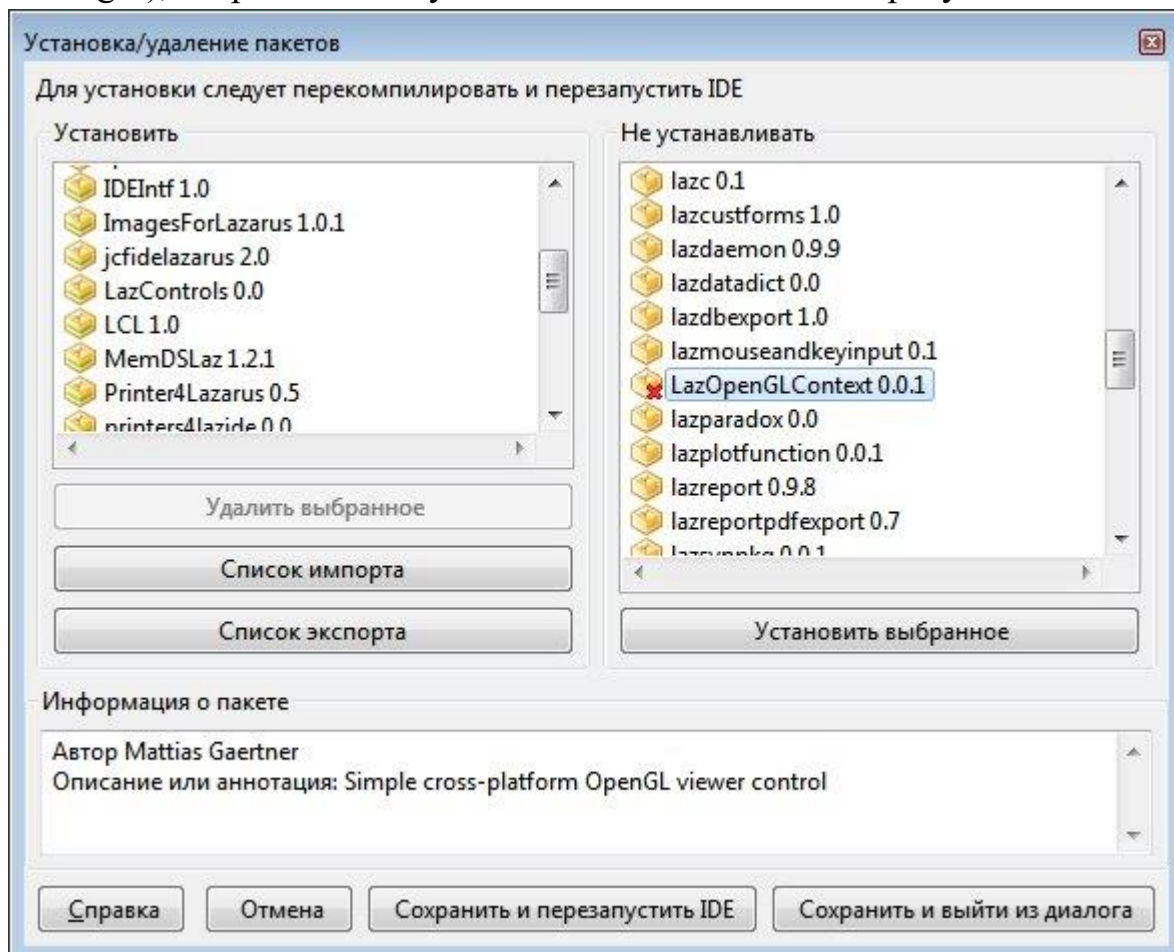 Установка/удаление пакетов
Для установки следует перекомпилировать и перезапустить IDE
Установить
IDEIntf 1.0
ImagesForLazarus 1.0.1
jcfidelazarus 2.0
LazControls 0.0
LCL 1.0
MemDSLaz 1.2.1
Printer4Lazarus 0.5
printers4lazide 0.0
Удалить выбранное
Список импорта
Список экспорта
Не устанавливать
lazc 0.1
lazcustforms 1.0
lazdaemon 0.9.9
lazdatadict 0.0
lazdbexport 1.0
lazmouseandkeyinput 0.1
LazOpenGLContext 0.0.1
lazparadox 0.0
lazplotfunction 0.0.1
lazreport 0.9.8
lazreportpdfexport 0.7
Установить выбранное
Информация о пакете
Автор Mattias Gaertner
Описание или аннотация: Simple cross-platform OpenGL viewer control
Справка
Отмена
Сохранить и перезапустить IDE
Сохранить и выйти из диалога